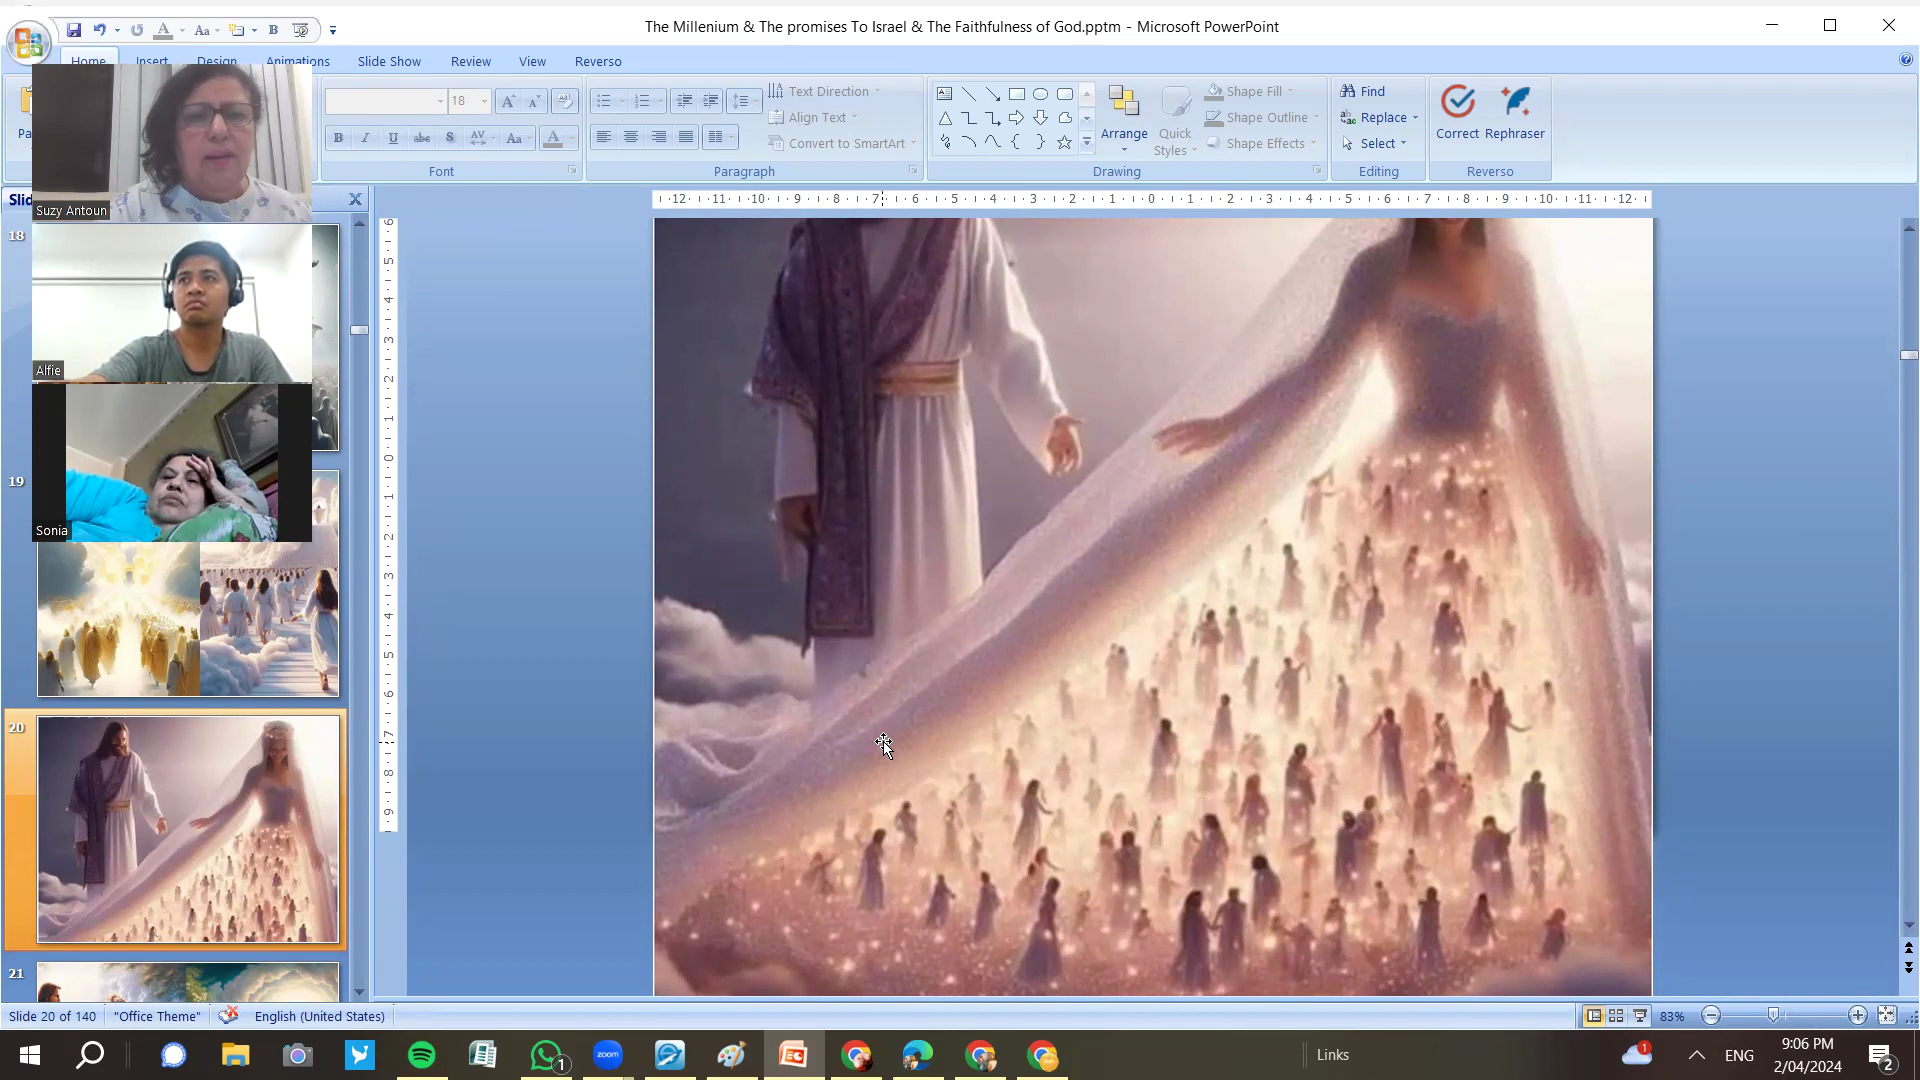 The Millenium & The promises To Israel & The Faithfulness of God.pptm - Microsoft PowerPoint
Home Insert Design Animations Slide Show Review View Reverso
18
Text Direction
Align Text
Convert to SmartArt
Arrange
Quick Styles
Shape Fill
Shape Outline
Shape Effects
Find
Replace
Select
Correct Rephraser
Font Paragraph Drawing Editing Reverso
Suzy Antoun
Alfie
Sonia
18
19
20
21
Slide 20 of 140 "Office Theme" English (United States) 83%
zoom
Links
ENG
9:06 PM
2/04/2024